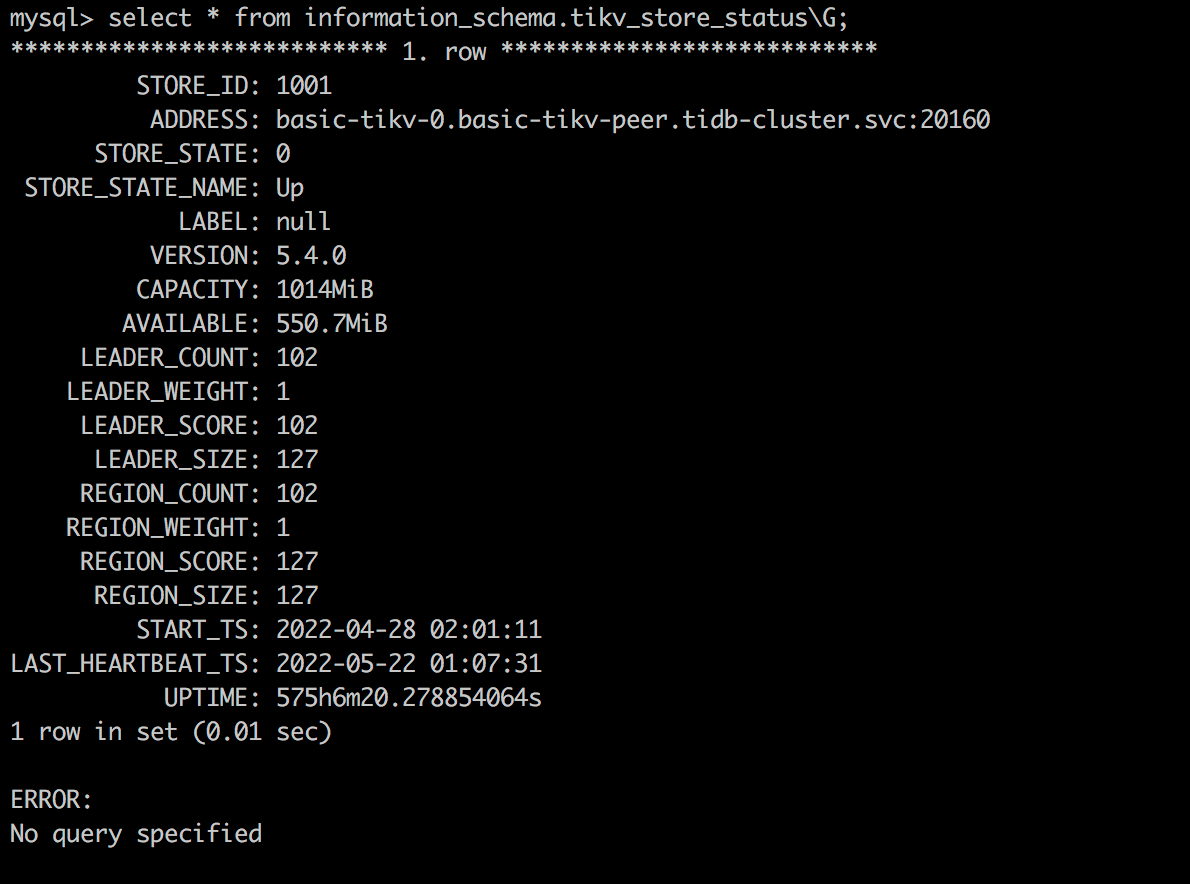 mysql> select * from information_schema.tikv_store_status\G;
*************************** 1. row ***************************
STORE_ID: 1001
ADDRESS: basic-tikv-0.basic-tikv-peer.tidb-cluster.svc:20160
STORE_STATE: 0
STORE_STATE_NAME: Up
LABEL: null
VERSION: 5.4.0
CAPACITY: 1014MiB
AVAILABLE: 550.7MiB
LEADER_COUNT: 102
LEADER_WEIGHT: 1
LEADER_SCORE: 102
LEADER_SIZE: 127
REGION_COUNT: 102
REGION_WEIGHT: 1
REGION_SCORE: 127
REGION_SIZE: 127
START_TS: 2022-04-28 02:01:11
LAST_HEARTBEAT_TS: 2022-05-22 01:07:31
UPTIME: 575h6m20.278854064s
1 row in set (0.01 sec)
ERROR:
No query specified